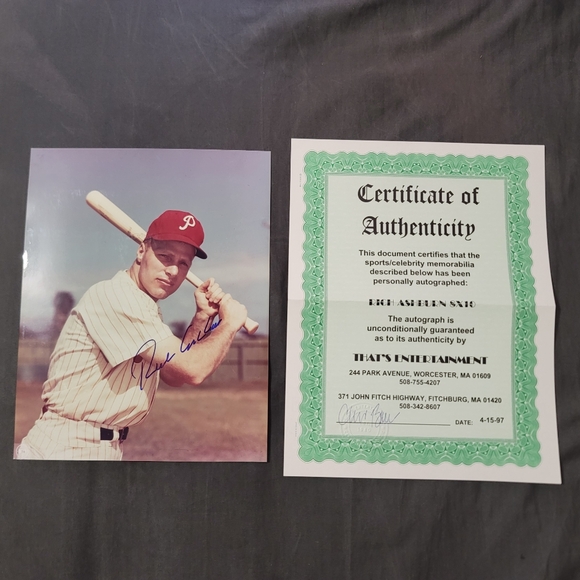 P
Rich Ashburn
Certificate of
Authenticity
This document certifies that the
sports/celebrity memorabilia
described below has been
personally autographed:
RICH ASHBURN 8X10
The autograph is
unconditionally guaranteed
as to its authenticity by
THAT'S ENTERTAINMENT
244 PARK AVENUE, WORCESTER, MA 01609
508-755-4207
371 JOHN FITCH HIGHWAY, FITCHBURG, MA 01420
508-342-8607
DATE: 4-15-97